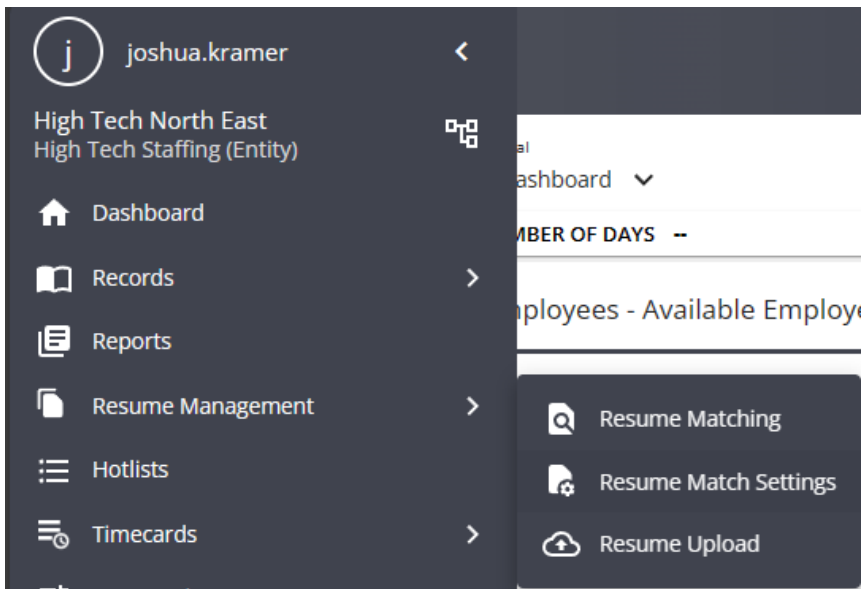 j
joshua.kramer
High Tech North East
High Tech Staffing (Entity)
Dashboard
Records
Reports
Resume Management
Hotlists
Timecards
al
ashboard
MBER OF DAYS --
ployees - Available Employe
Resume Matching
Resume Match Settings
Resume Upload